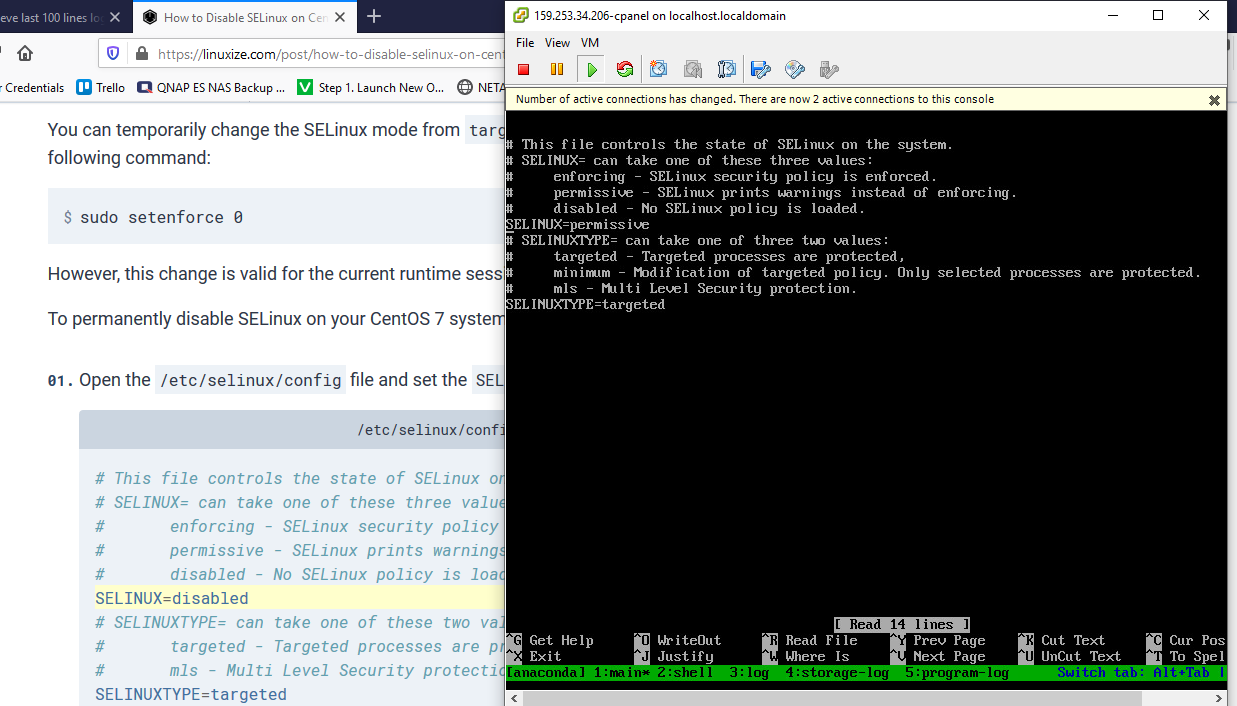 eve last 100 lines lo
How to Disable SELinux on Cen
https://linuxize.com/post/how-to-disable-selinux-on-cent
r Credentials
Trello
QNAP ES NAS Backup ...
Step 1. Launch New O...
NETA
You can temporarily change the SELinux mode from targ
following command:
$ sudo setenforce 0
However, this change is valid for the current runtime sess
To permanently disable SELinux on your CentOS 7 system
01. Open the /etc/selinux/config file and set the SEL
/etc/selinux/confi
# This file controls the state of SELinux on
# SELINUX= can take one of these three value
# enforcing - SELinux security policy
# permissive - SELinux prints warnings
# disabled - No SELinux policy is load
SELINUX=disabled
# SELINUXTYPE= can take one of these two val
# targeted - Targeted processes are pr
# mls - Multi Level Security protectio
SELINUXTYPE=targeted
159.253.34.206-cpanel on localhost.localdomain
File View VM
Number of active connections has changed. There are now 2 active connections to this console
# This file controls the state of SELinux on the system.
# SELINUX= can take one of these three values:
# enforcing - SELinux security policy is enforced.
# permissive - SELinux prints warnings instead of enforcing.
# disabled - No SELinux policy is loaded.
SELINUX=permissive
# SELINUXTYPE= can take one of three two values:
# targeted - Targeted processes are protected,
# minimum - Modification of targeted policy. Only selected processes are protected.
# mls - Multi Level Security protection.
SELINUXTYPE=targeted
[ Read 14 lines ]
^G Get Help ^O WriteOut ^R Read File ^Y Prev Page ^K Cut Text ^C Cur Pos
^X Exit ^J Justify ^W Where Is ^V Next Page ^U UnCut Text ^T To Spel
[anaconda] 1:main* 2:shell 3:log 4:storage-log 5:program-log Switch tab: Alt+Tab |